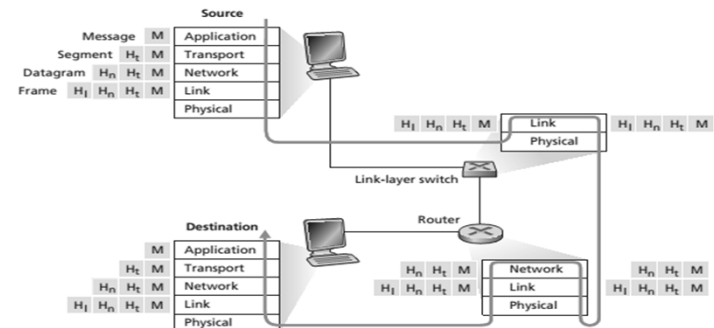 Source
Message M Application
Segment Ht M Transport
Datagram Hn Ht M Network
Frame Hl Hn Ht M Link
Physical
Hl Hn Ht M Link Hl Hn Ht M
Physical
Link-layer switch
Router
Destination
M Application
Ht M Transport
Hn Ht M Network
Hl Hn Ht M Link
Physical
Hn Ht M Network Hn Ht M
Hl Hn Ht M Link Hl Hn Ht M
Physical